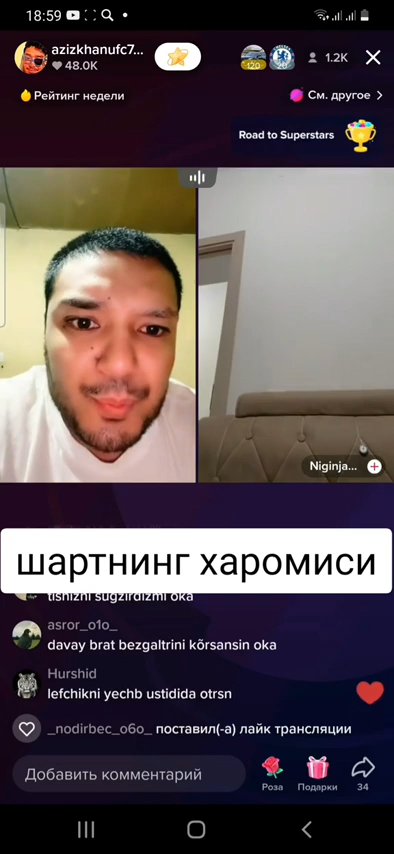 18:59
azizkhanufc7...
48.0K
120
1.2K
Рейтинг недели
См. другое
Road to Superstars
Niginja...
шартнинг харомиси
tishizni sugzirdizmi oka
asror_o1o_
davay brat bezgaltrini kõrsansin oka
Hurshid
lefchikni yechb ustidida otrsn
_nodirbec_o6o_ поставил(-а) лайк трансляции
Добавить комментарий
Роза
Подарки
34